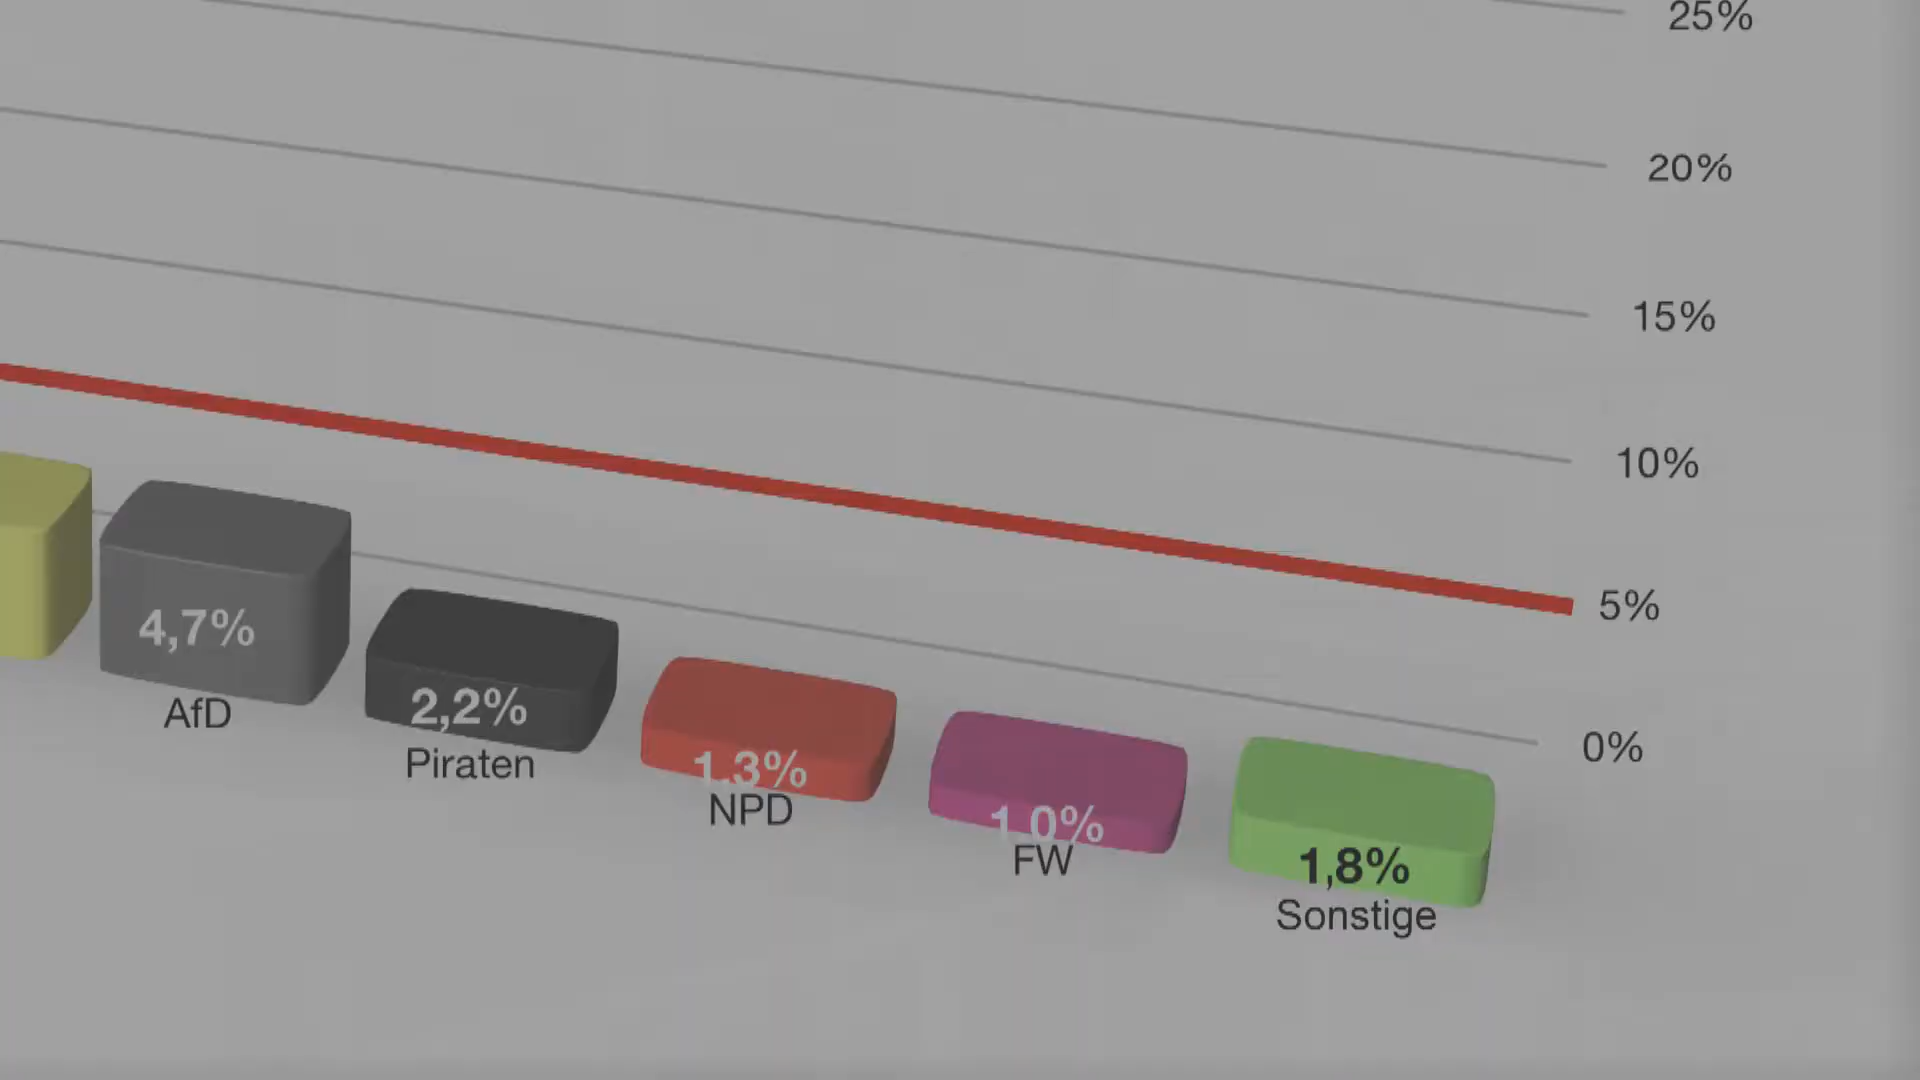 25%
20%
15%
10%
5%
0%
4,7%
AfD
2,2%
Piraten
1,3%
NPD
1,0%
FW
1,8%
Sonstige